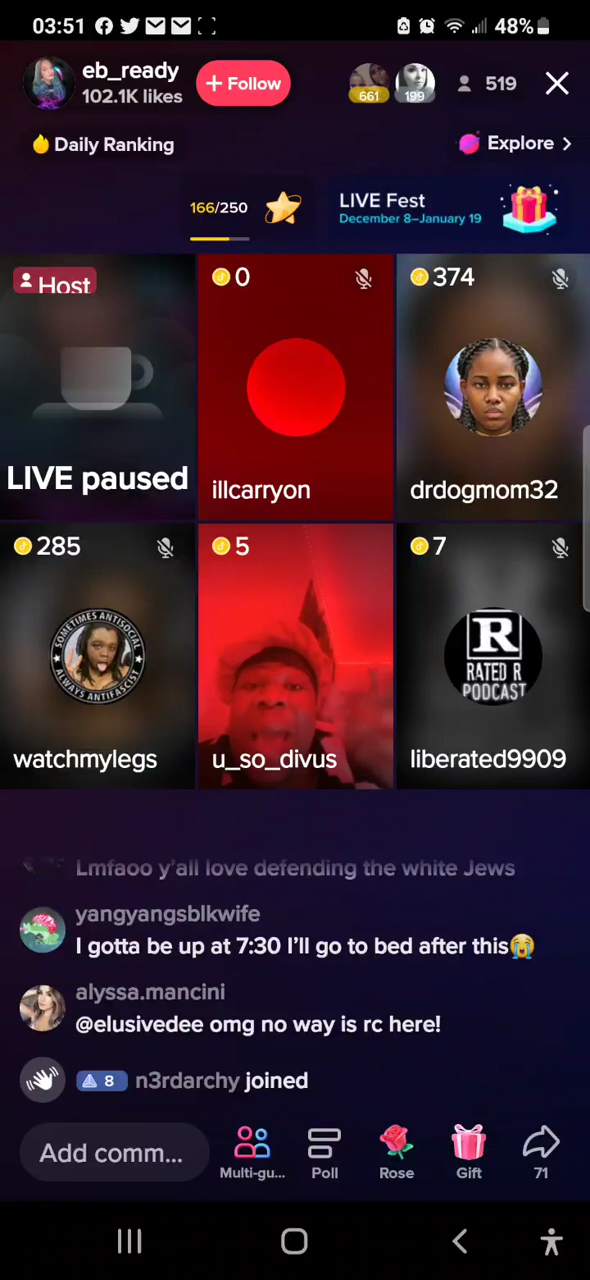 03:51
48%
eb_ready
102.1K likes
+ Follow
661
199
519
Daily Ranking
Explore >
166/250
LIVE Fest
December 8–January 19
Host
LIVE paused
0
illcarryon
374
drdogmom32
285
SOMETIMES ANTISOCIAL
ALWAYS ANTIFASCIST
watchmylegs
5
u_so_divus
7
R
RATED R
PODCAST
liberated9909
Lmfaoo y'all love defending the white Jews
yangyangsblkwife
I gotta be up at 7:30 I'll go to bed after this😭
alyssa.mancini
@elusivedee omg no way is rc here!
8 n3rdarchy joined
Add comm...
Multi-gu...
Poll
Rose
Gift
71